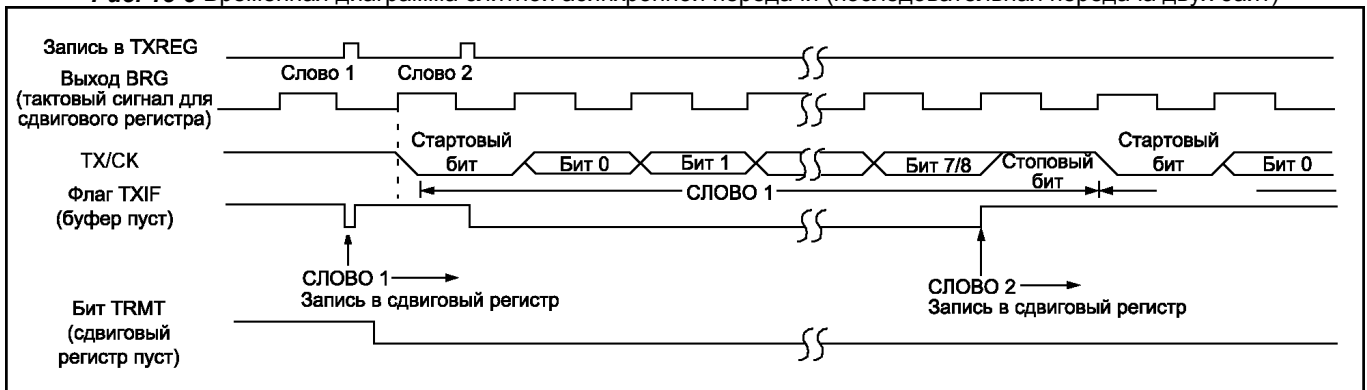 Рис. 18-3 Временная диаграмма слитной асинхронной передачи (последовательная передача двух байт)
Запись в TXREG
Слово 1
Слово 2
Выход BRG
(тактовый сигнал для
сдвигового регистра)
TX/CK
Стартовый
бит
Бит 0
Бит 1
Бит 7/8
Стоповый
бит
Стартовый
бит
Бит 0
СЛОВО 1
Флаг TXIF
(буфер пуст)
СЛОВО 1
Запись в сдвиговый регистр
СЛОВО 2
Запись в сдвиговый регистр
Бит TRMT
(сдвиговый
регистр пуст)